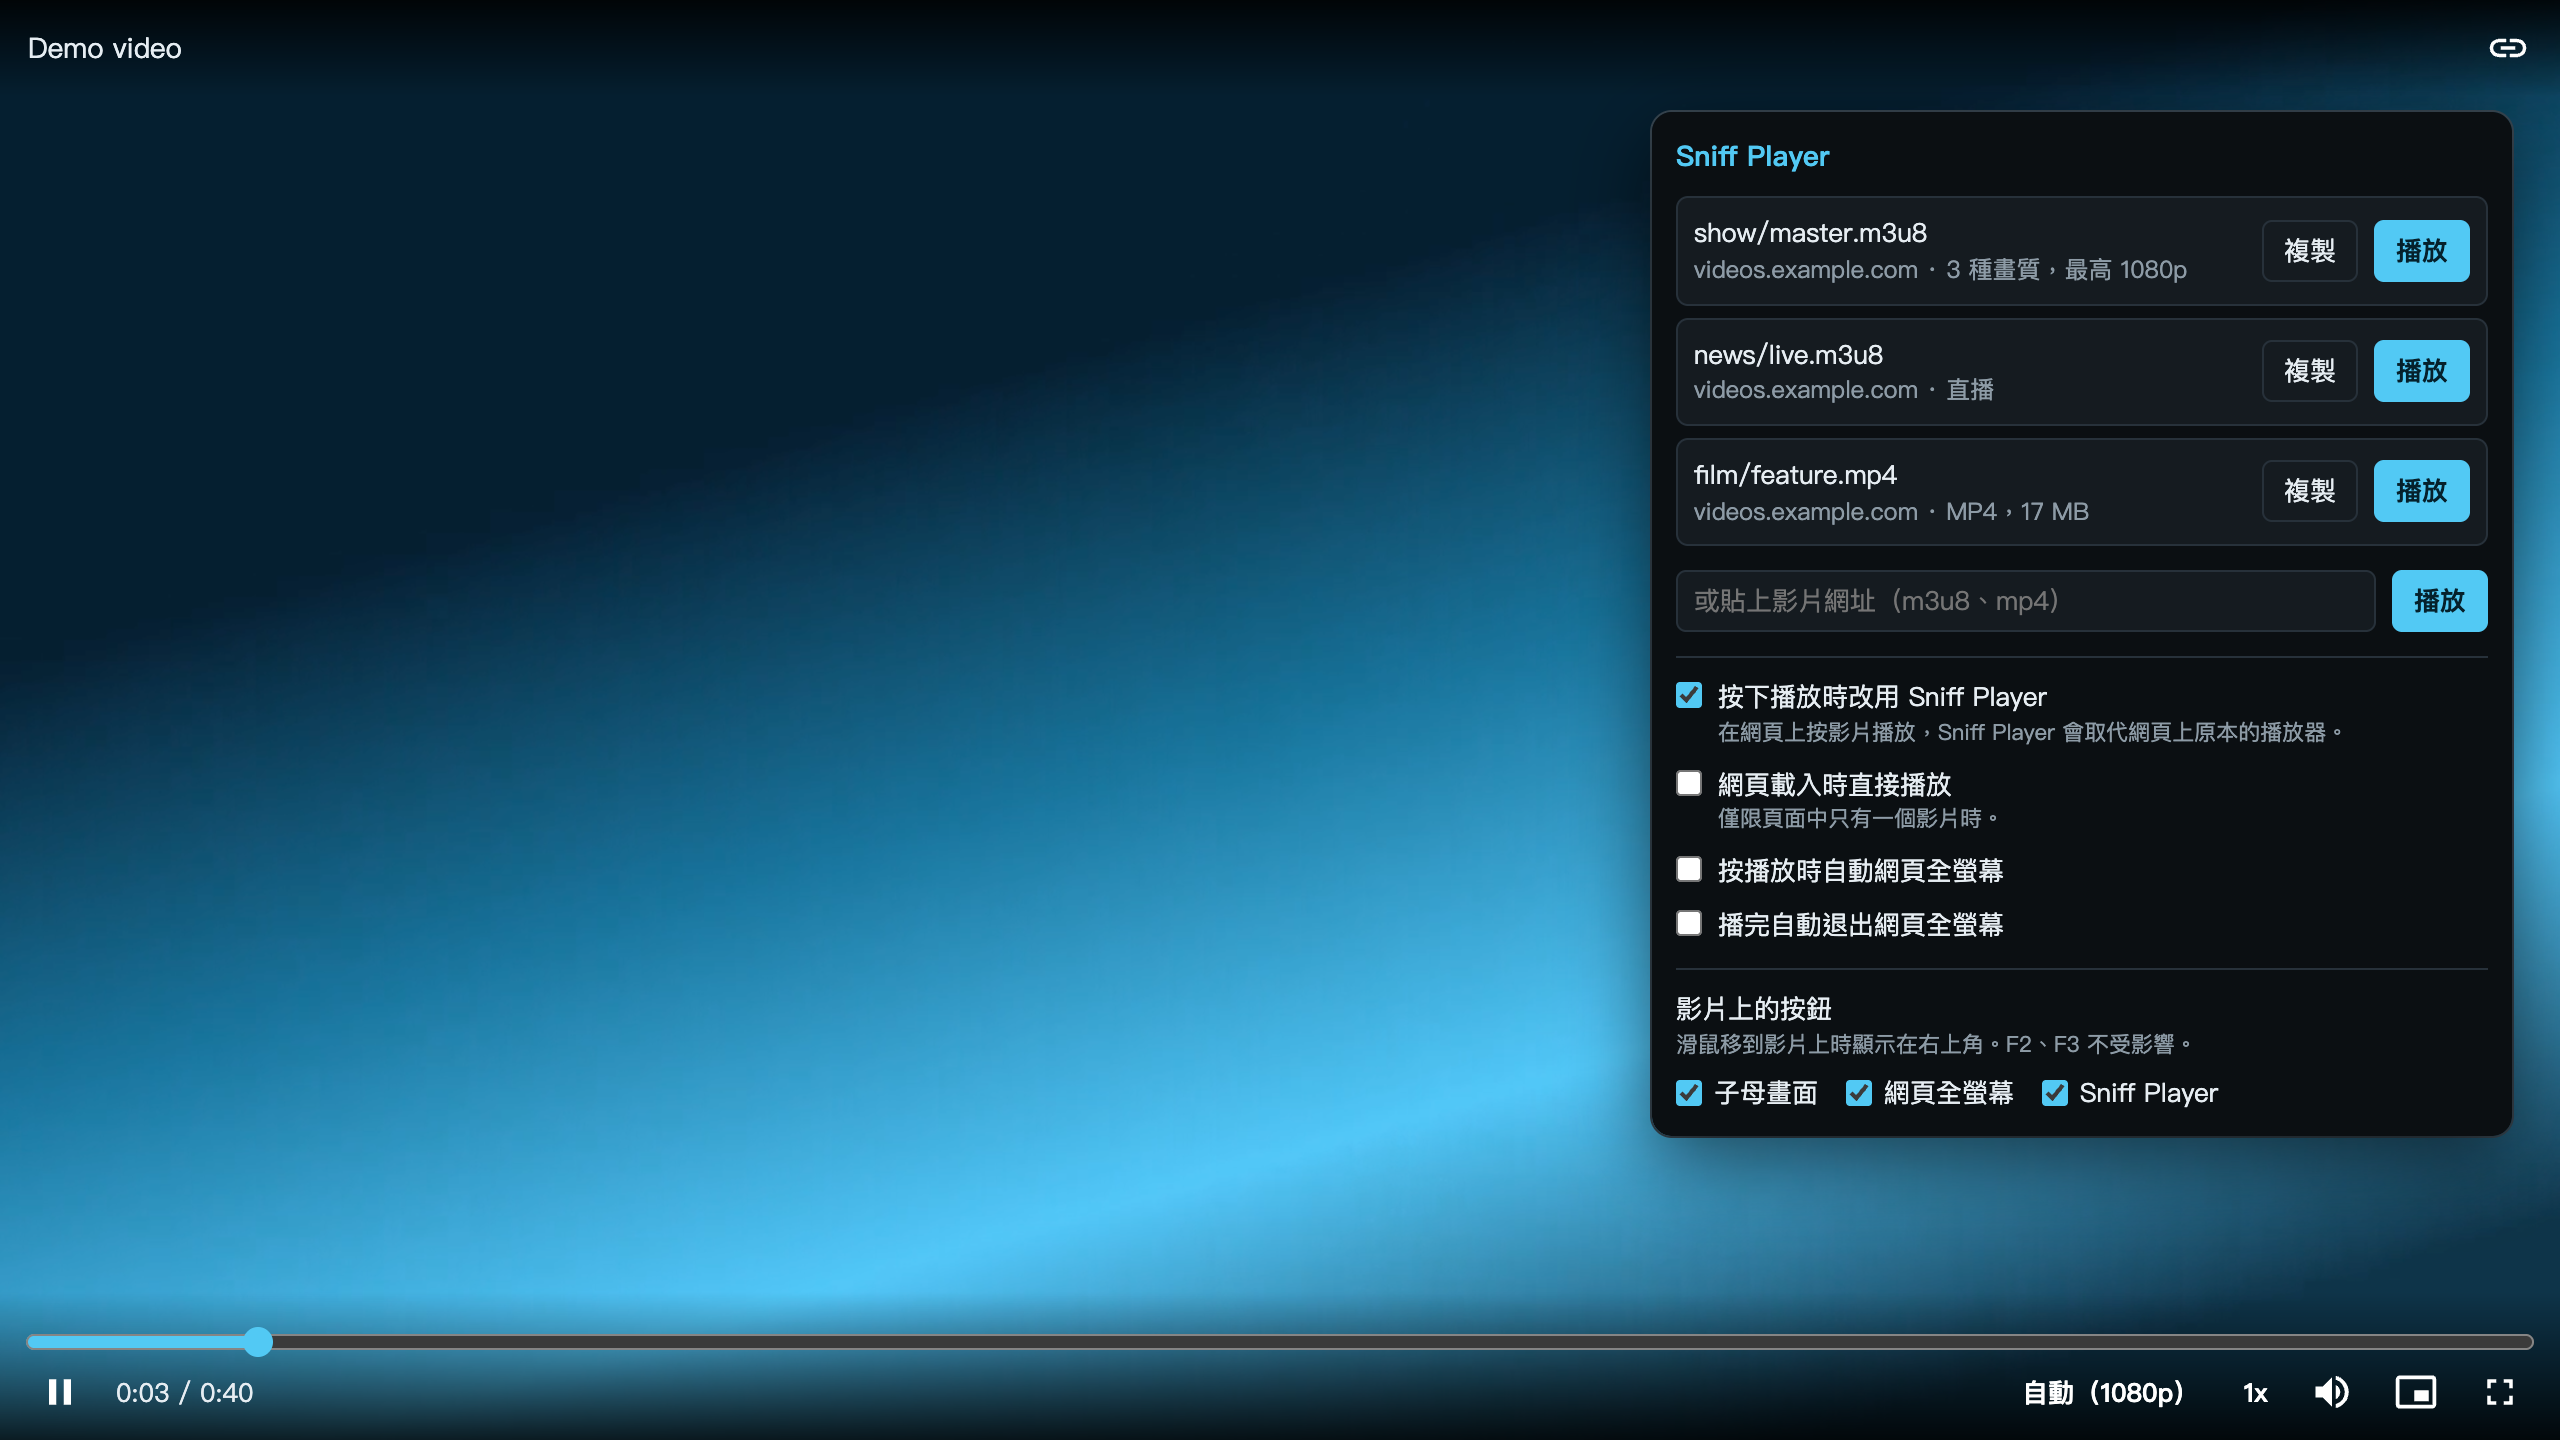 Demo video
Sniff Player
show/master.m3u8
videos.example.com · 3 種畫質，最高 1080p
複製
播放
news/live.m3u8
videos.example.com · 直播
複製
播放
film/feature.mp4
videos.example.com · MP4，17 MB
複製
播放
或貼上影片網址（m3u8、mp4）
播放
按下播放時改用 Sniff Player
在網頁上按影片播放，Sniff Player 會取代網頁上原本的播放器。
網頁載入時直接播放
僅限頁面中只有一個影片時。
按播放時自動網頁全螢幕
播完自動退出網頁全螢幕
影片上的按鈕
滑鼠移到影片上時顯示在右上角。F2、F3 不受影響。
子母畫面
網頁全螢幕
Sniff Player
0:03 / 0:40
自動（1080p）
1x